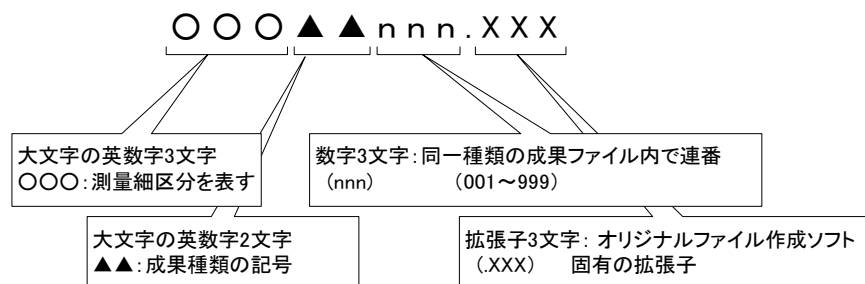 ○○○▲▲nnn.XXX
大文字の英数字3文字
○○○:測量細区分を表す
数字3文字:同一種類の成果ファイル内で連番
(nnn) (001～999)
大文字の英数字2文字
▲▲:成果種類の記号
拡張子3文字: オリジナルファイル作成ソフト
(.XXX) 固有の拡張子